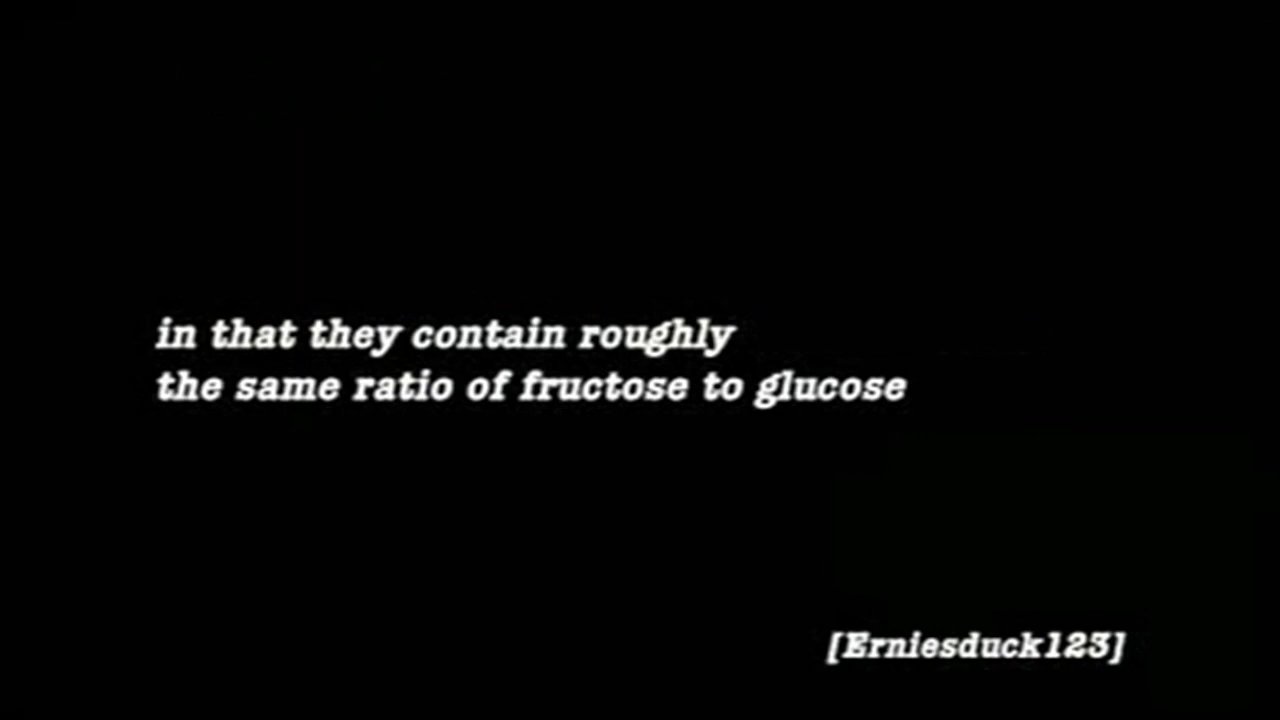 in that they contain roughly
the same ratio of fructose to glucose
[Erniesduck123]